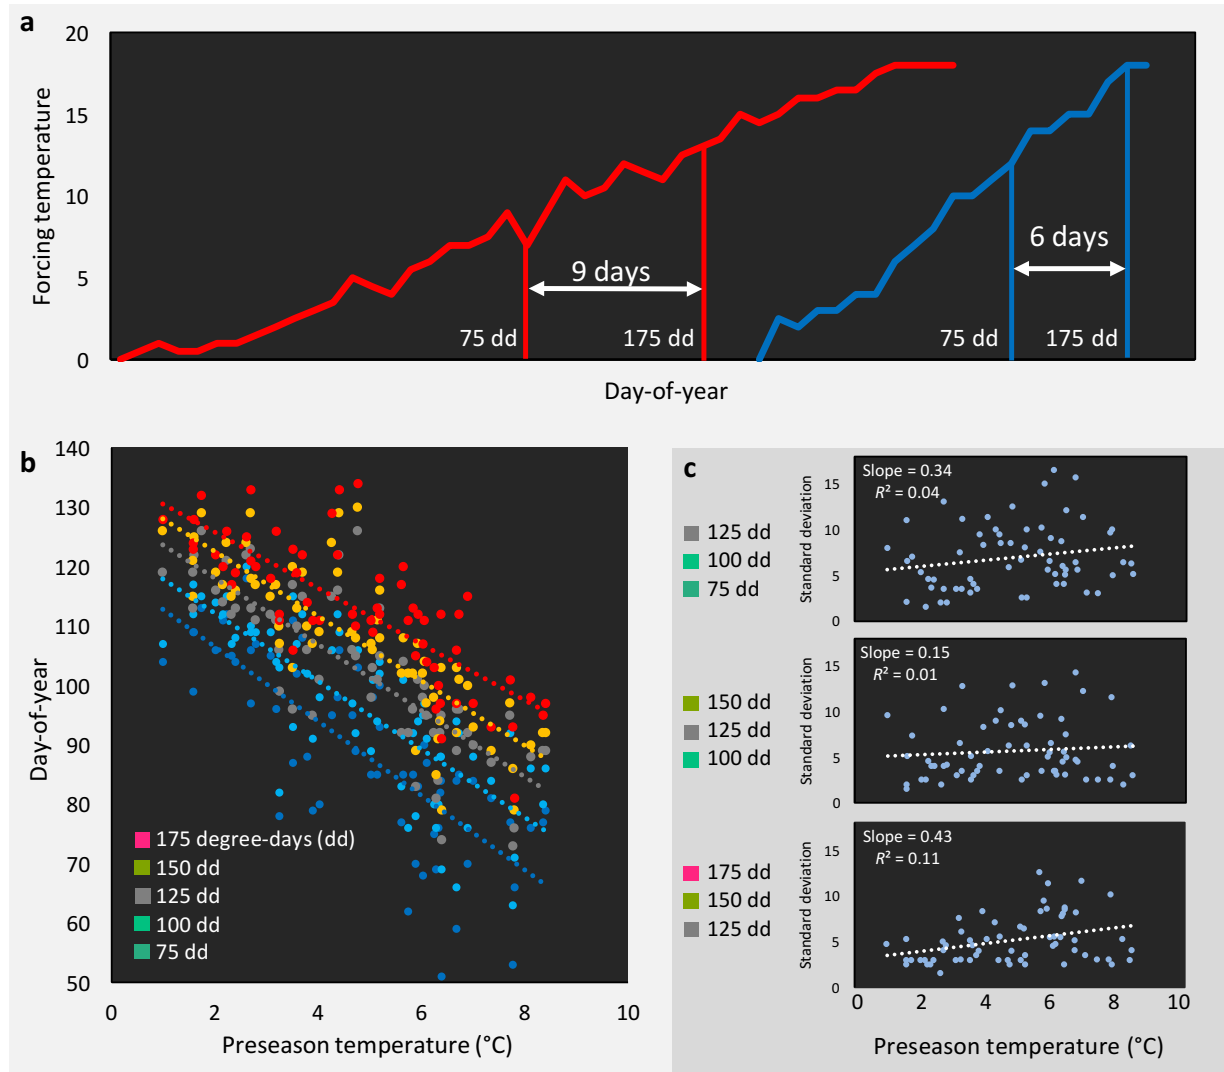 a
20
15
10
5
0
Forcing temperature
9 days
6 days
75 dd
175 dd
75 dd
175 dd
Day-of-year
b
140
130
120
110
100
90
80
70
60
50
Day-of-year
175 degree-days (dd)
150 dd
125 dd
100 dd
75 dd
0
2
4
6
8
10
Preseason temperature (°C)
c
125 dd
100 dd
75 dd
Standard deviation
15
10
5
0
Slope = 0.34
R² = 0.04
150 dd
125 dd
100 dd
Standard deviation
15
10
5
0
Slope = 0.15
R² = 0.01
175 dd
150 dd
125 dd
Standard deviation
15
10
5
0
Slope = 0.43
R² = 0.11
0
2
4
6
8
10
Preseason temperature (°C)